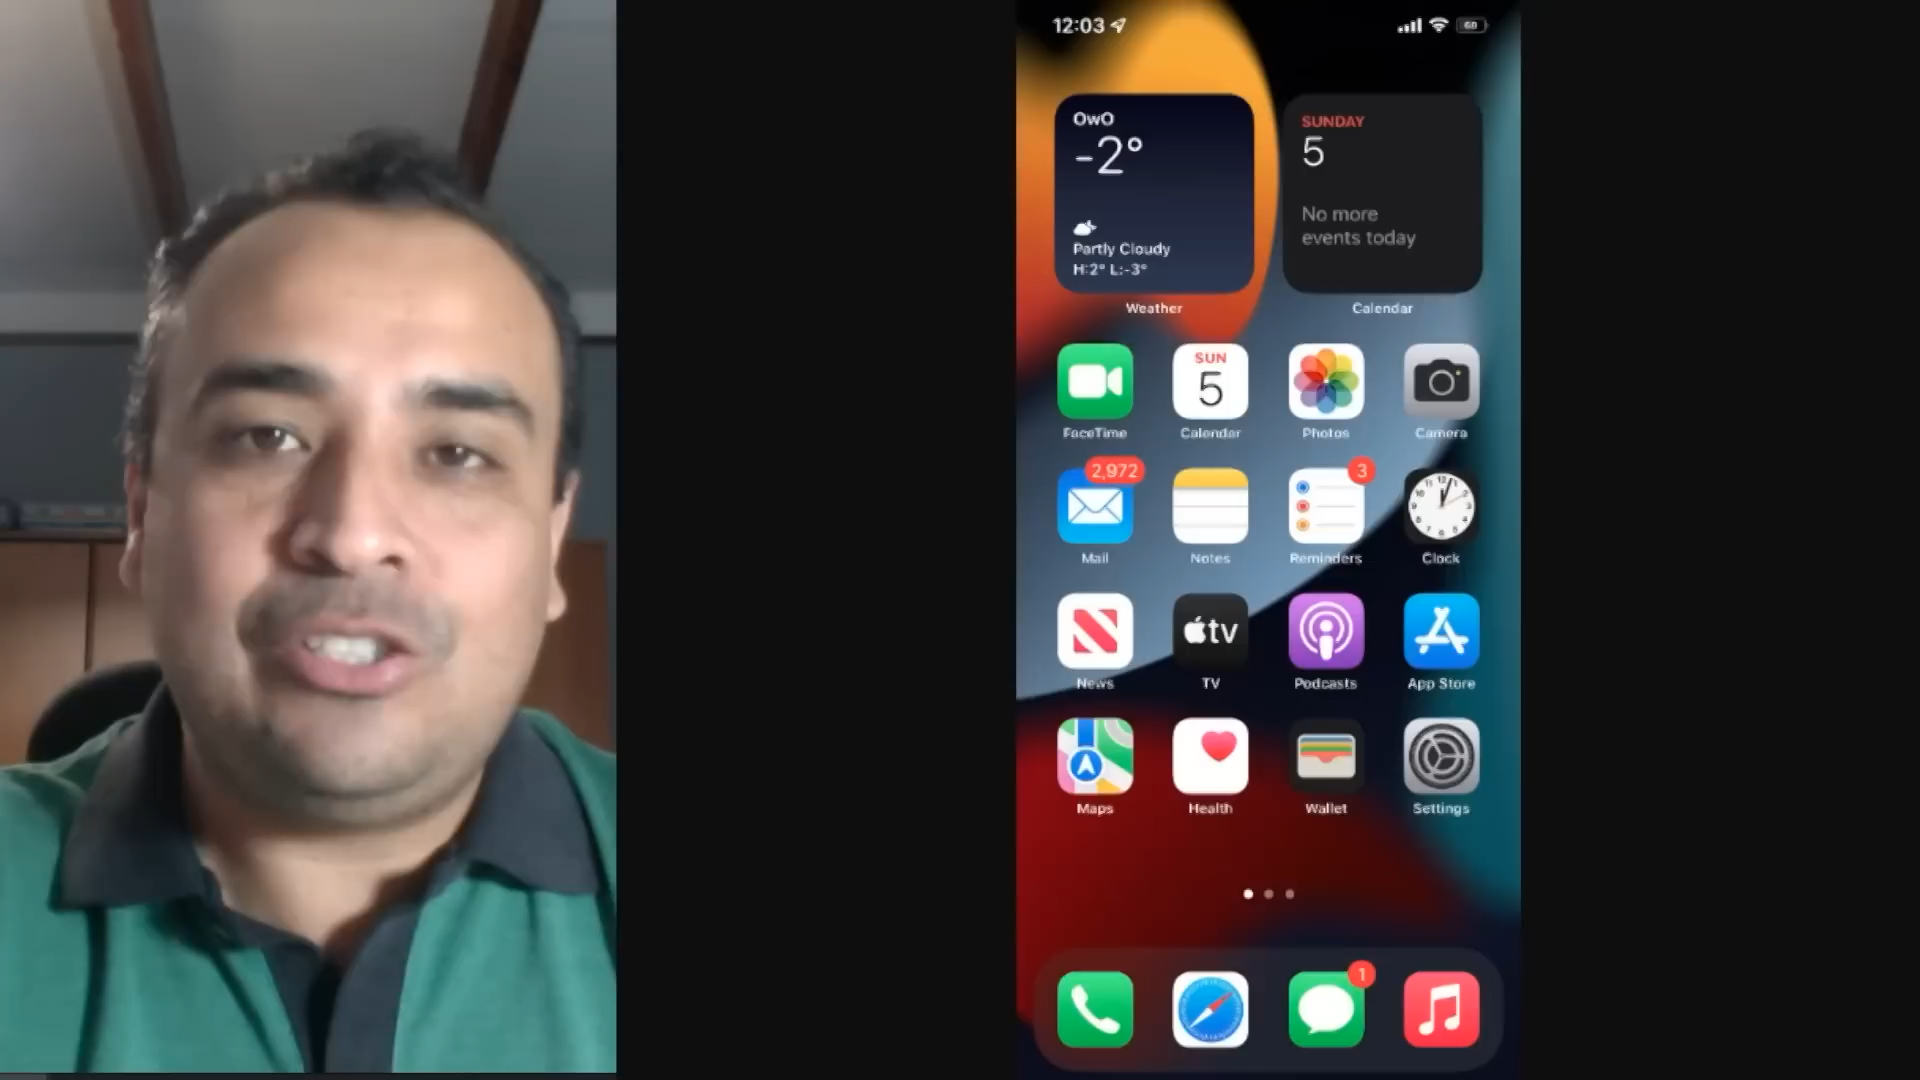 12:03
60
OwO
-2°
Partly Cloudy
H:2° L:-3°
Weather
SUNDAY
5
No more
events today
Calendar
FaceTime
SUN
5
Calendar
Photos
Camera
2,972
Mail
Notes
3
Reminders
Clock
News
tv
TV
Podcasts
App Store
Maps
Health
Wallet
Settings
1